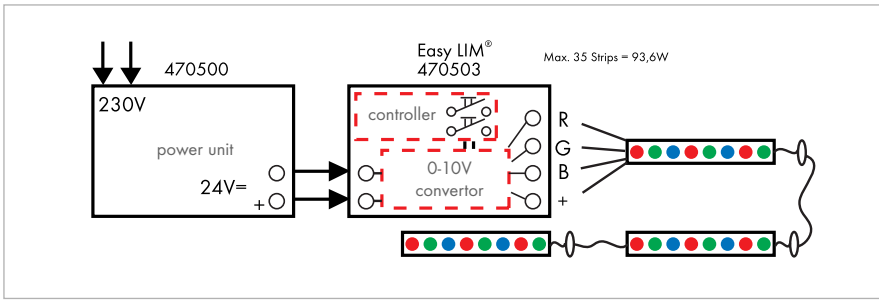 Easy LIM®
470500
470503
Max. 35 Strips = 93,6W
230V
power unit
24V=
+
controller
0-10V
convertor
R
G
B
+